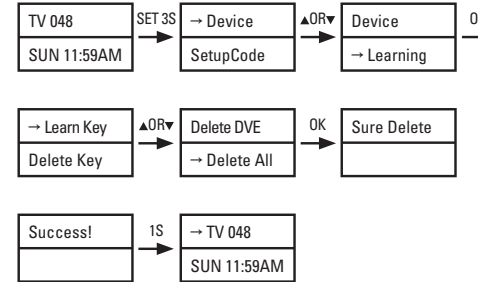 TV 048 SET 3S → Device ▲OR▼ Device
SUN 11:59AM SetupCode → Learning
→ Learn Key ▲OR▼ Delete DVE OK Sure Delete
Delete Key → Delete All
Success! 1S → TV 048
SUN 11:59AM